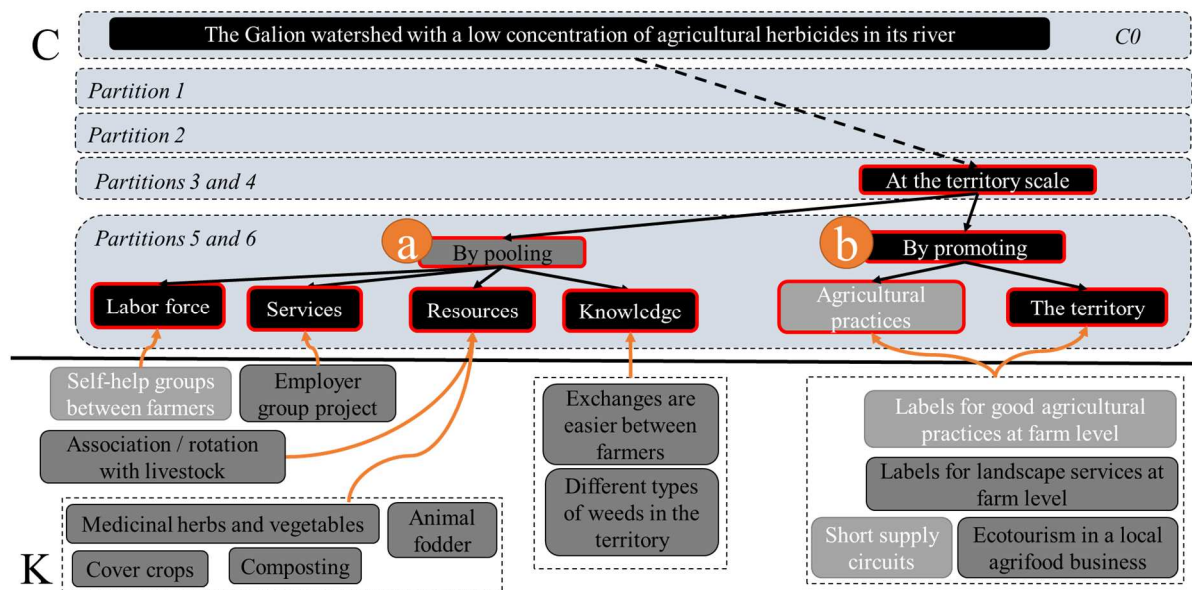 C
The Galion watershed with a low concentration of agricultural herbicides in its river
C0
Partition 1
Partition 2
Partitions 3 and 4
At the territory scale
Partitions 5 and 6
a
By pooling
b
By promoting
Labor force
Services
Resources
Knowledge
Agricultural
practices
The territory
Self-help groups
between farmers
Employer
group project
Association / rotation
with livestock
Exchanges are
easier between
farmers
Different types
of weeds in the
territory
Labels for good agricultural
practices at farm level
Labels for landscape services at
farm level
Short supply
circuits
Ecotourism in a local
agrifood business
Medicinal herbs and vegetables
Animal
fodder
Cover crops
Composting
K